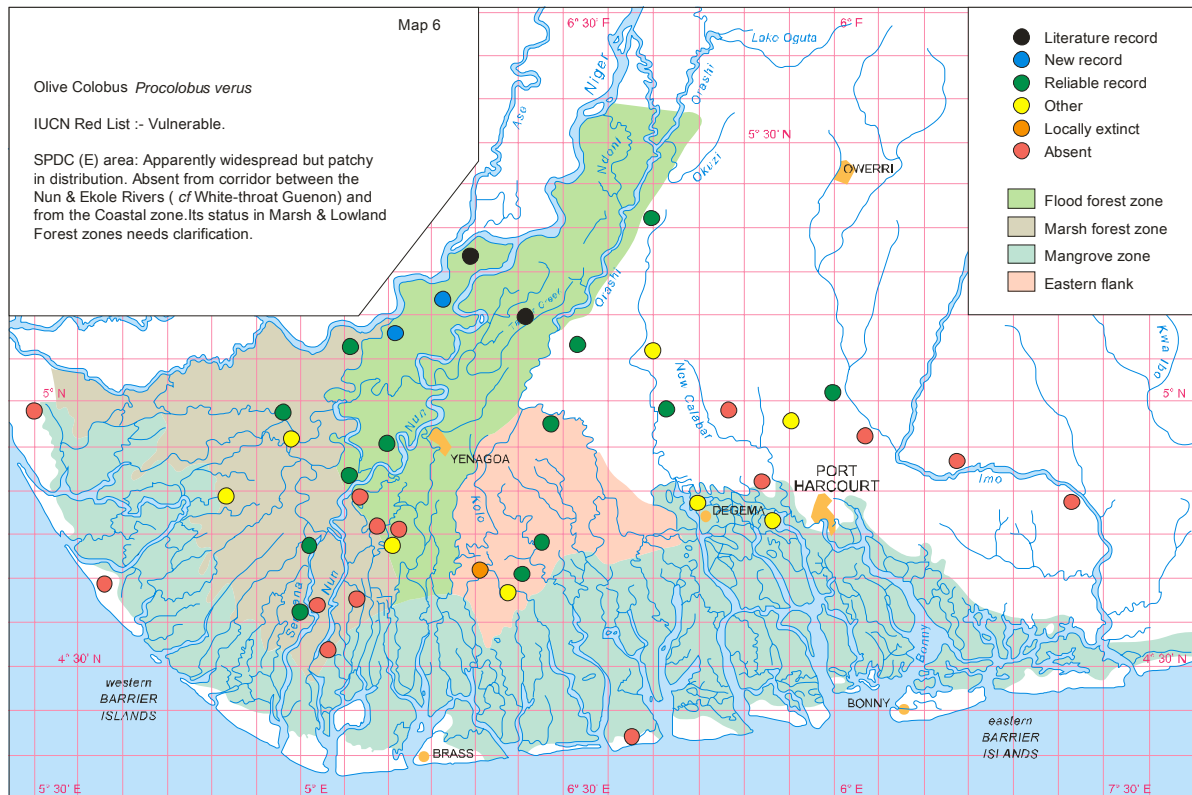 Map 6
Olive Colobus Procolobus verus
IUCN Red List :- Vulnerable.
SPDC (E) area: Apparently widespread but patchy
in distribution. Absent from corridor between the
Nun & Ekole Rivers ( cf White-throat Guenon) and
from the Coastal zone.Its status in Marsh & Lowland
Forest zones needs clarification.
6° 30' F
6° F
Literature record
New record
Reliable record
Other
Locally extinct
Absent
Flood forest zone
Marsh forest zone
Mangrove zone
Eastern flank
Niger
Ase
Orashi
Lako Oguta
Ndoni
Okuzi
5° 30' N
OWERRI
Orashi
Kwa Ibo
5° N
5° N
New Calabar
Nun
YENAGOA
Kolo
PORT
HARCOURT
DEGEMA
Imo
Nun
Bonny
4° 30' N
4° 30' N
western
BARRIER
ISLANDS
BONNY
eastern
BARRIER
ISLANDS
BRASS
5° 30' E
5° E
6° 30' E
6° E
7° 30' E